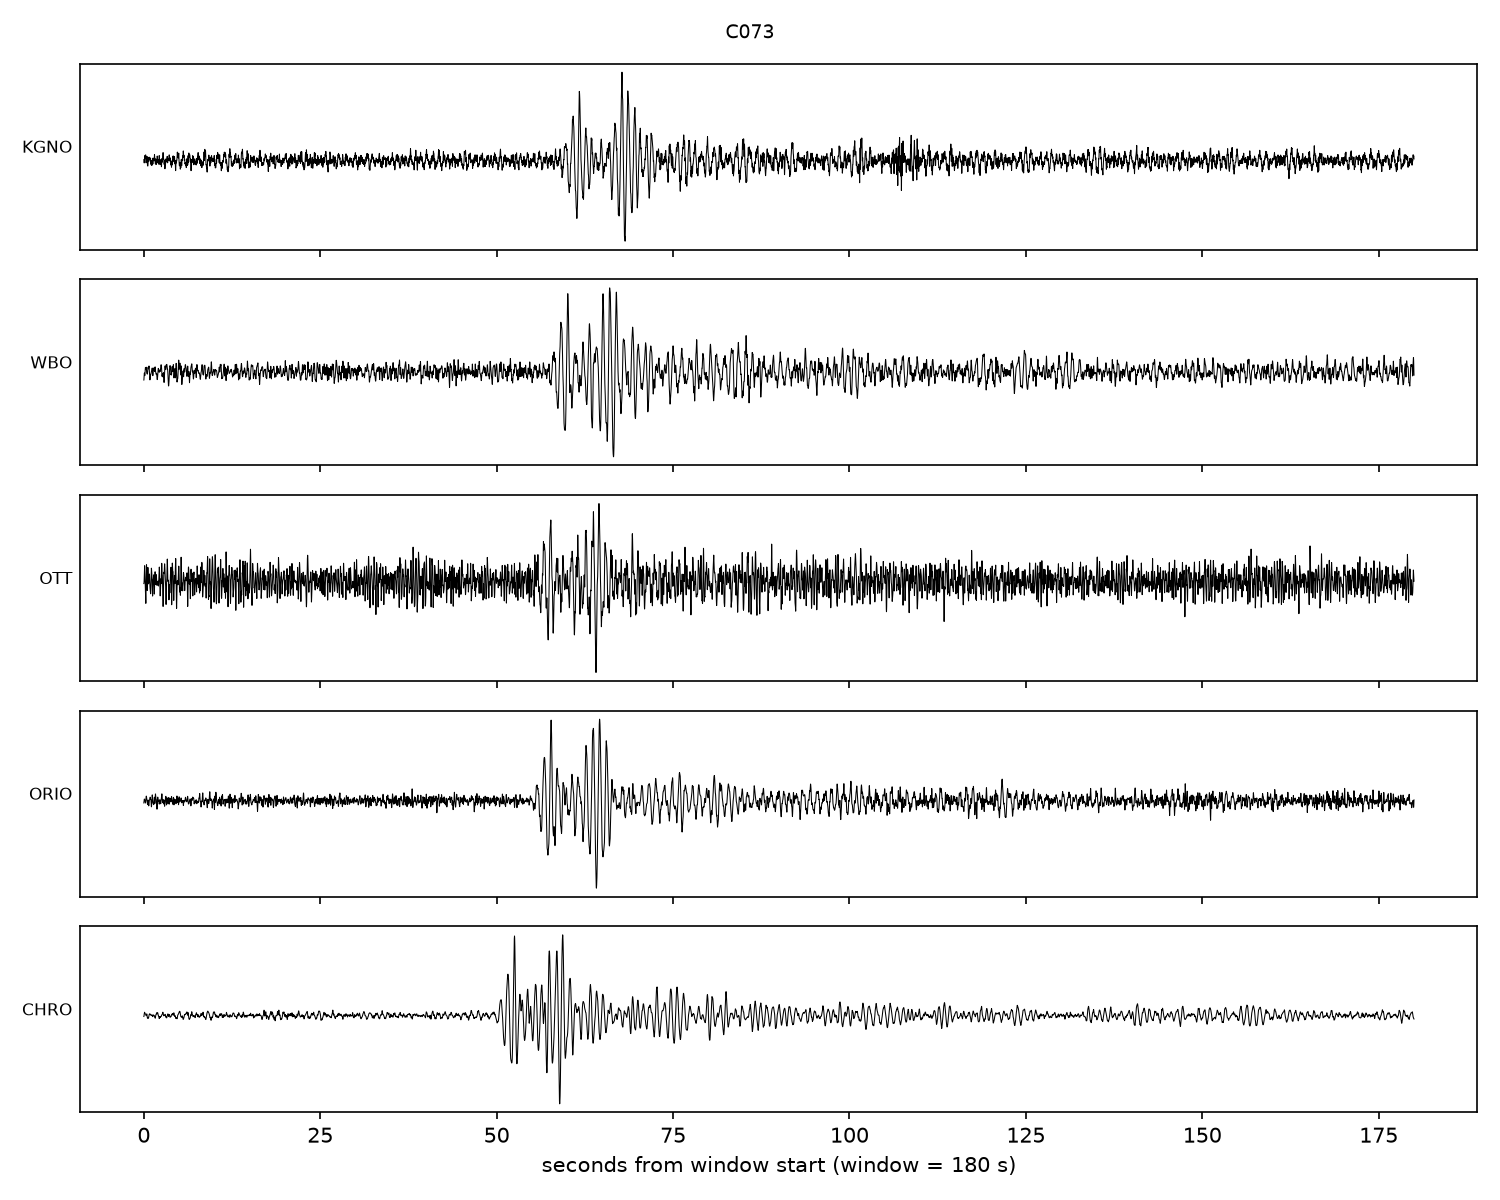 C073
KGNO
WBO
OTT
ORIO
CHRO
0 25 50 75 100 125 150 175
seconds from window start (window = 180 s)